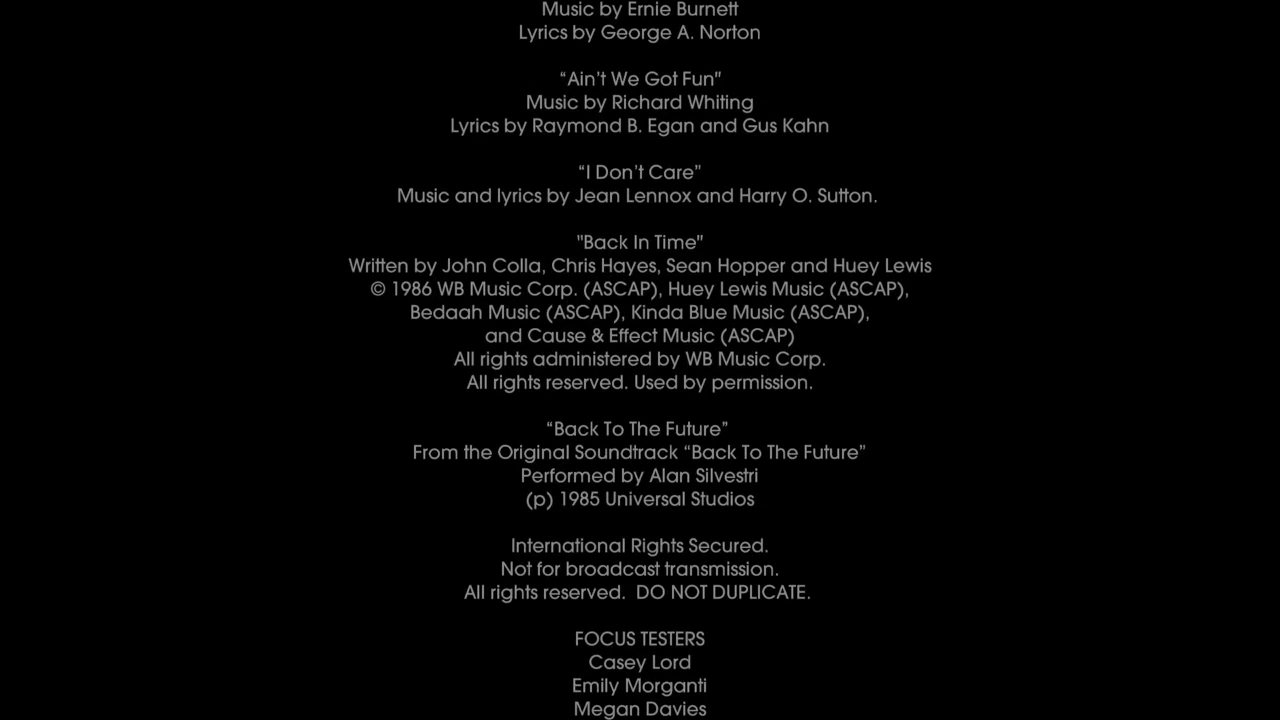 Music by Ernie Burnett
Lyrics by George A. Norton
“Ain’t We Got Fun"
Music by Richard Whiting
Lyrics by Raymond B. Egan and Gus Kahn
“I Don’t Care”
Music and lyrics by Jean Lennox and Harry O. Sutton.
"Back In Time"
Written by John Colla, Chris Hayes, Sean Hopper and Huey Lewis
© 1986 WB Music Corp. (ASCAP), Huey Lewis Music (ASCAP),
Bedaah Music (ASCAP), Kinda Blue Music (ASCAP),
and Cause & Effect Music (ASCAP)
All rights administered by WB Music Corp.
All rights reserved. Used by permission.
“Back To The Future”
From the Original Soundtrack “Back To The Future”
Performed by Alan Silvestri
(p) 1985 Universal Studios
International Rights Secured.
Not for broadcast transmission.
All rights reserved.  DO NOT DUPLICATE.
FOCUS TESTERS
Casey Lord
Emily Morganti
Megan Davies